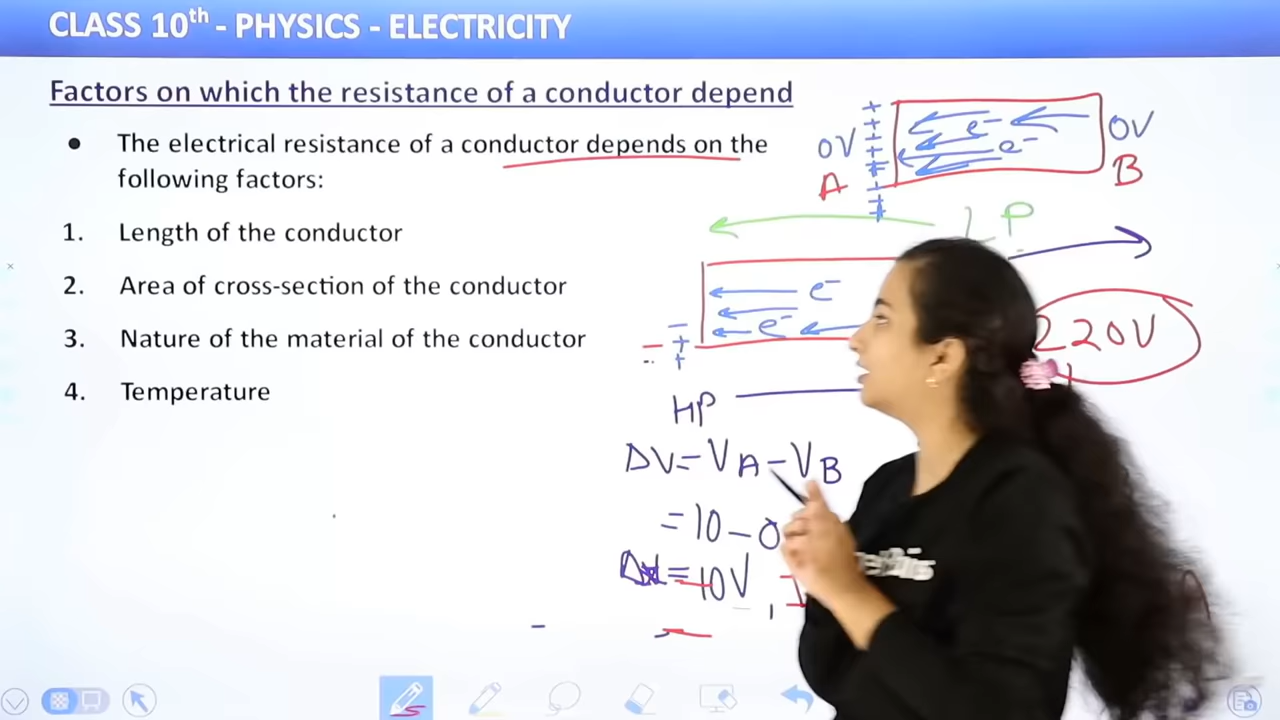 CLASS 10th - PHYSICS - ELECTRICITY
Factors on which the resistance of a conductor depend
● The electrical resistance of a conductor depends on the
following factors:
1. Length of the conductor
2. Area of cross-section of the conductor
3. Nature of the material of the conductor
4. Temperature
+ + + + + + +
0V
A
e-
e-
0V
B
P
e-
e-
220V
HP
ΔV = VA - VB
= 10 - 0
= 10V